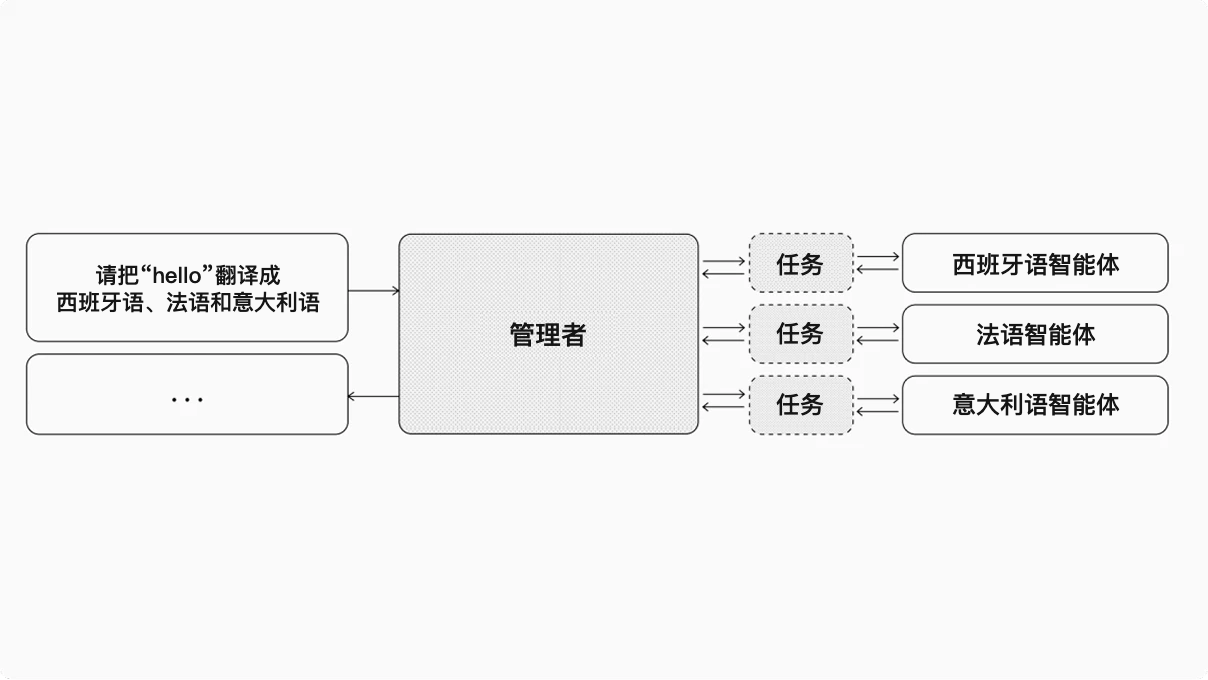 请把“hello”翻译成
西班牙语、法语和意大利语
...
管理者
任务
西班牙语智能体
任务
法语智能体
任务
意大利语智能体